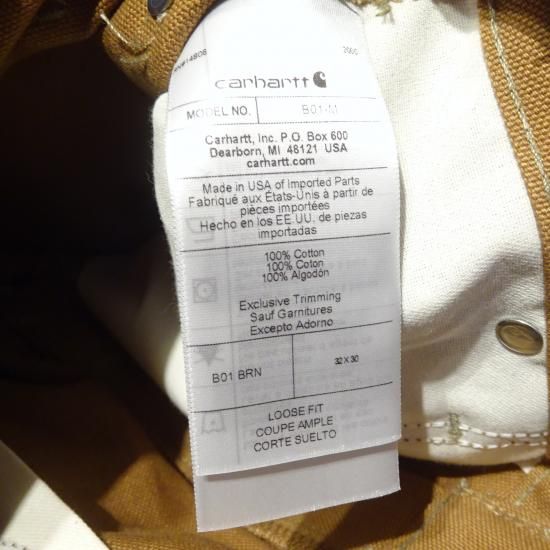 RN#14806
2000
carhartt
MODEL NO. B01-M
Carhartt, Inc. P.O. Box 600
Dearborn, MI 48121 USA
carhartt.com
Made in USA of Imported Parts
Fabriqué aux États-Unis à partir de
pièces importées
Hecho en los EE UU. de piezas
importadas
100% Cotton
100% Coton
100% Algodón
Exclusive Trimming
Sauf Garnitures
Excepto Adorno
B01 BRN 32 X 30
LOOSE FIT
COUPE AMPLE
CORTE SUELTO